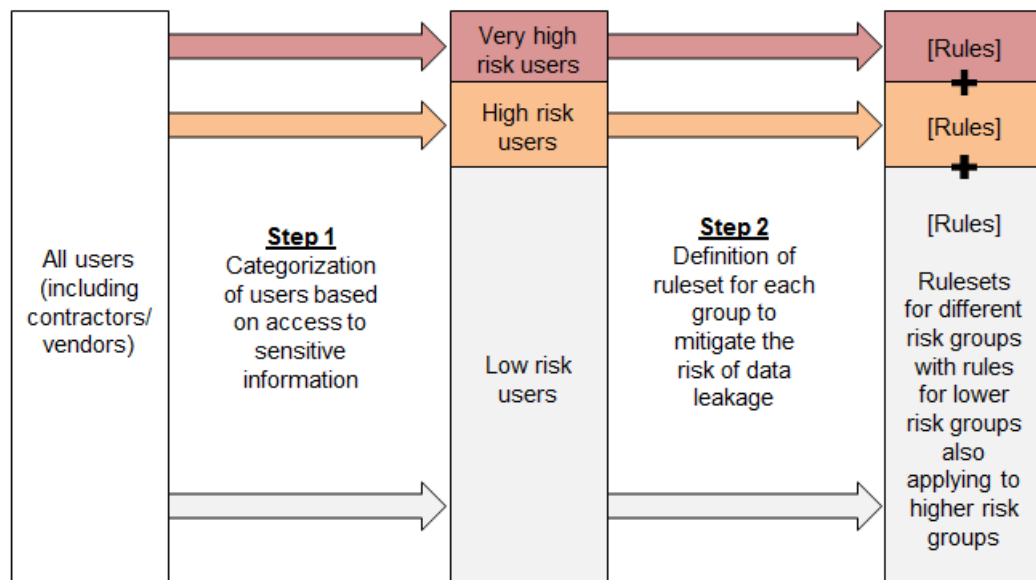 All users
(including
contractors/
vendors)
Step 1
Categorization
of users based
on access to
sensitive
information
Very high
risk users
High risk
users
Low risk
users
Step 2
Definition of
ruleset for each
group to
mitigate the
risk of data
leakage
[Rules]
[Rules]
[Rules]
Rulesets
for different
risk groups
with rules
for lower
risk groups
also
applying to
higher risk
groups